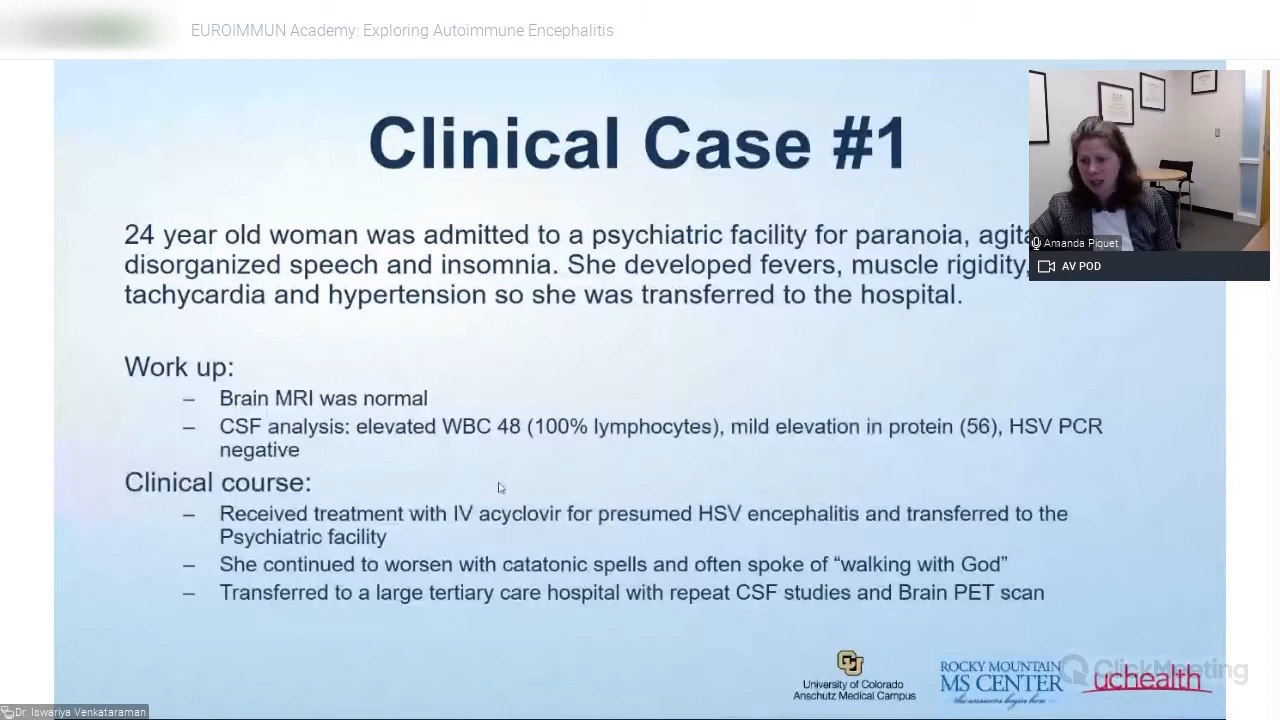 EUROIMMUN Academy: Exploring Autoimmune Encephalitis
Clinical Case #1
24 year old woman was admitted to a psychiatric facility for paranoia, agita
disorganized speech and insomnia. She developed fevers, muscle rigidity,
tachycardia and hypertension so she was transferred to the hospital.
Amanda Piquet
AV POD
Work up:
– Brain MRI was normal
– CSF analysis: elevated WBC 48 (100% lymphocytes), mild elevation in protein (56), HSV PCR
negative
Clinical course:
– Received treatment with IV acyclovir for presumed HSV encephalitis and transferred to the
Psychiatric facility
– She continued to worsen with catatonic spells and often spoke of “walking with God”
– Transferred to a large tertiary care hospital with repeat CSF studies and Brain PET scan
CU
University of Colorado
Anschutz Medical Campus
ROCKY MOUNTAIN
MS CENTER
the answers begin here
uchealth
ClickMeeting
Dr. Iswariya Venkataraman